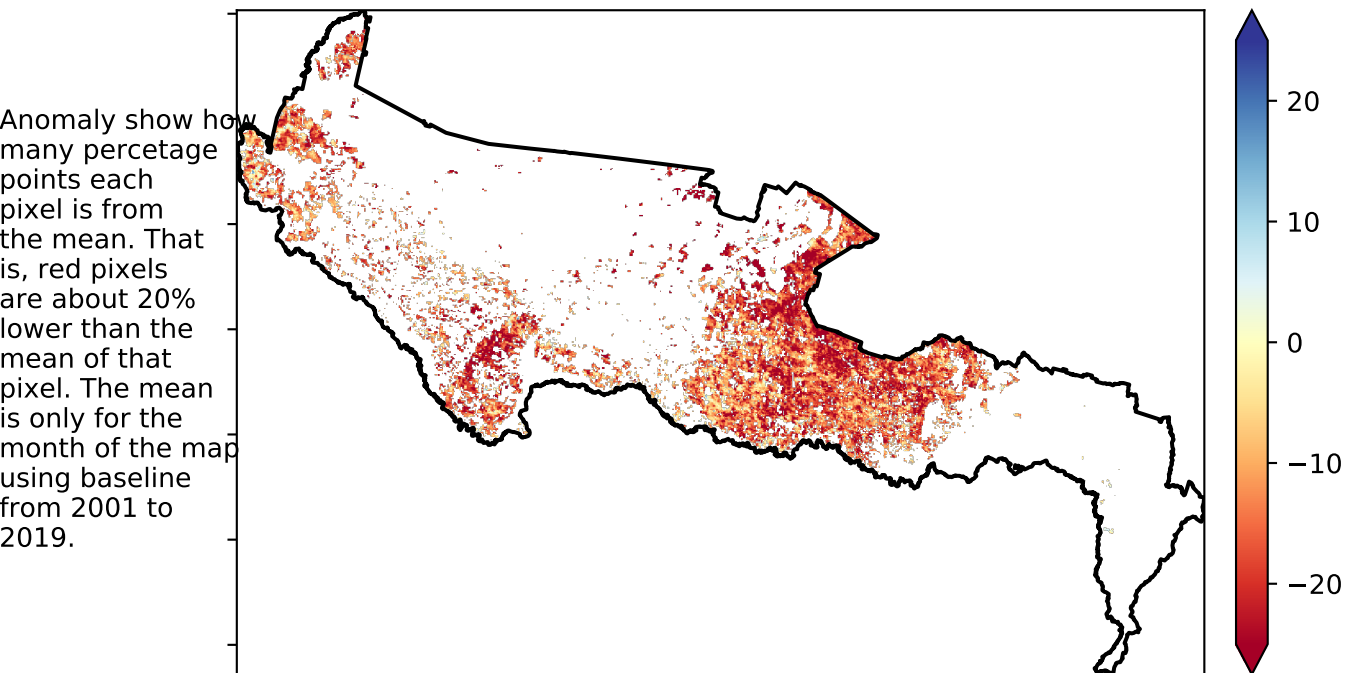 Anomaly show how
many percetage
points each
pixel is from
the mean. That
is, red pixels
are about 20%
lower than the
mean of that
pixel. The mean
is only for the
month of the map
using baseline
from 2001 to
2019.
20
10
0
−10
−20